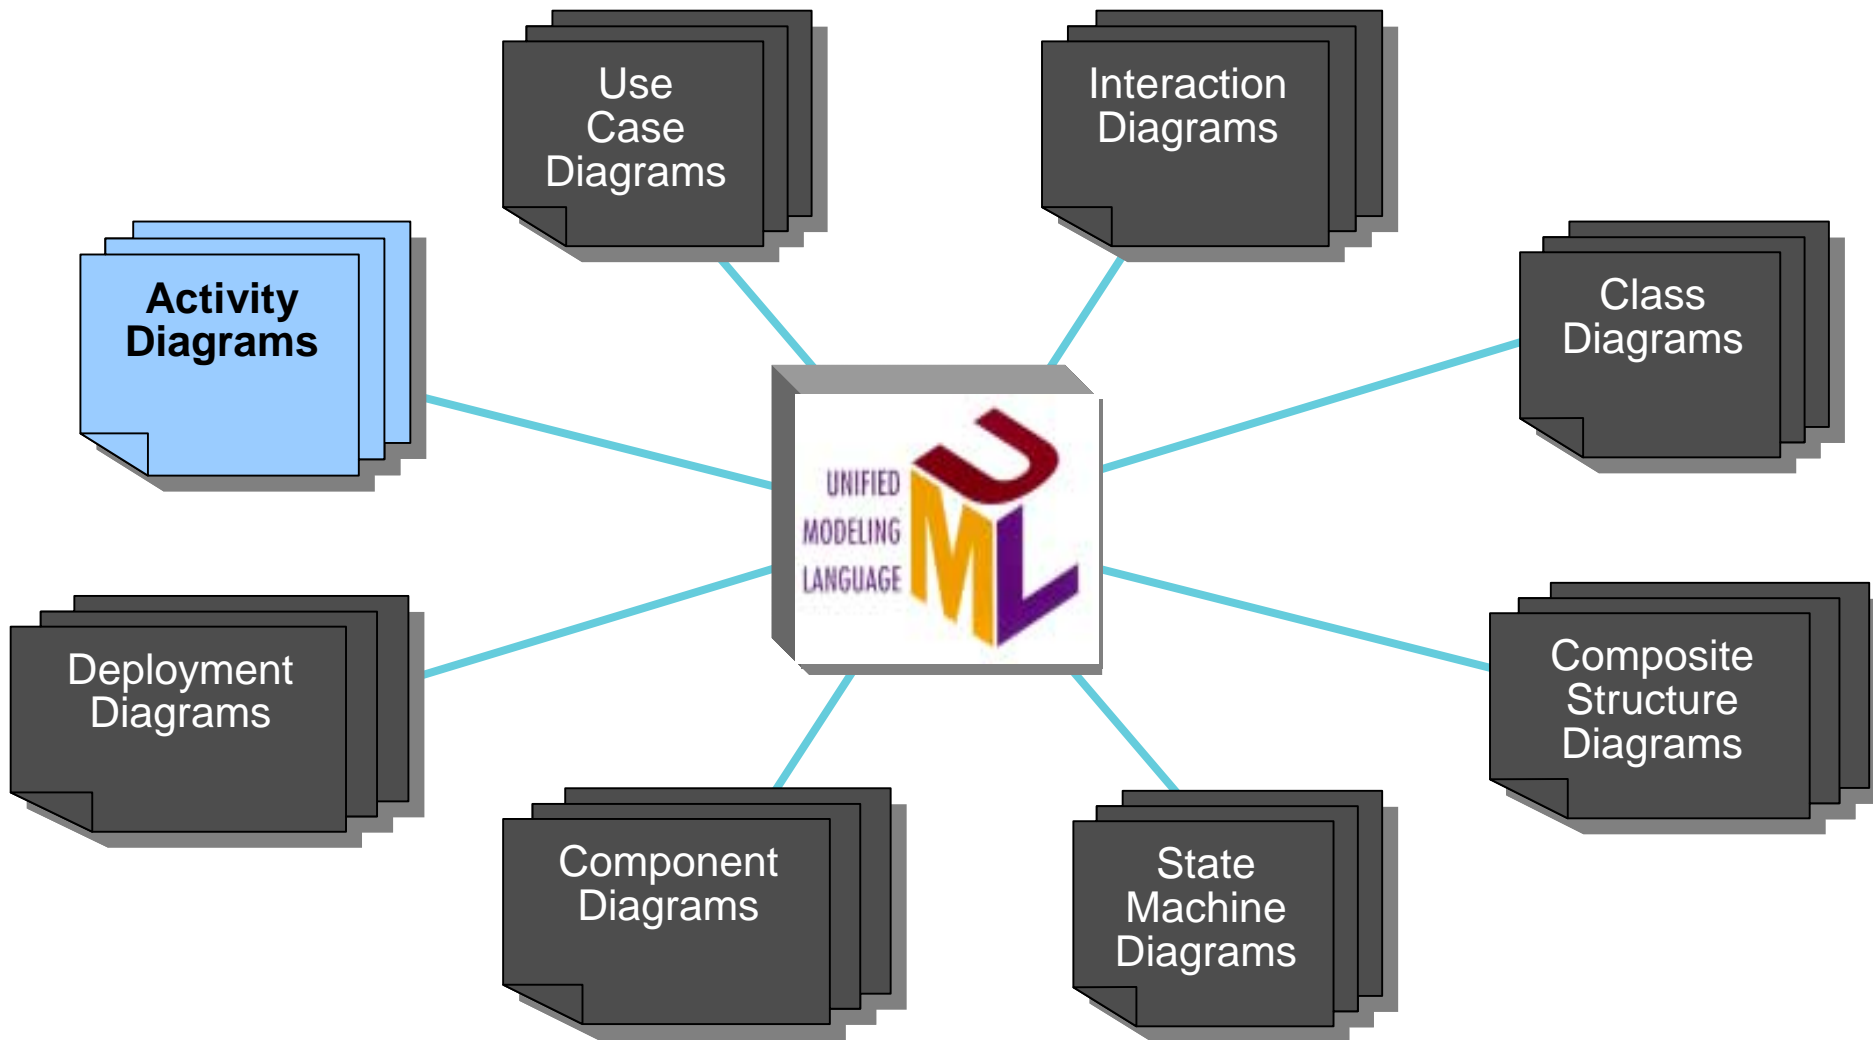 Use
Case
Diagrams
Interaction
Diagrams
Activity
Diagrams
Class
Diagrams
UNIFIED
MODELING
LANGUAGE
UML
Deployment
Diagrams
Composite
Structure
Diagrams
Component
Diagrams
State
Machine
Diagrams